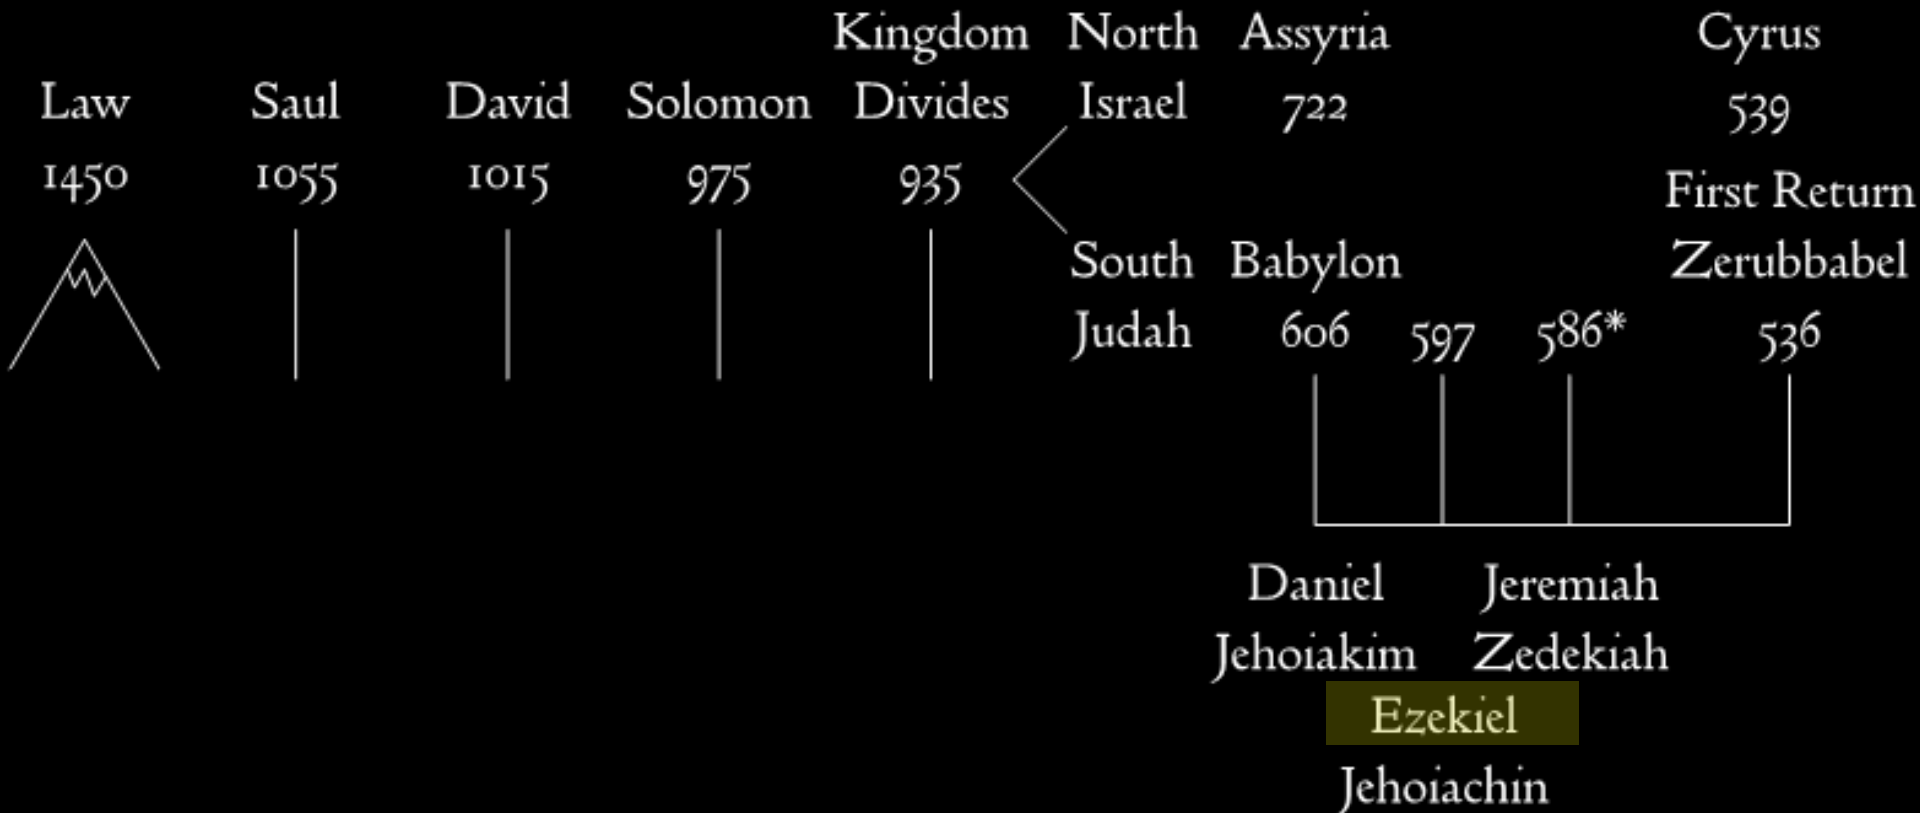 Kingdom North Assyria Cyrus
Law Saul David Solomon Divides Israel 722 539
1450 1055 1015 975 935
First Return
South Babylon Zerubbabel
Judah 606 597 586* 536
Daniel Jeremiah
Jehoiakim Zedekiah
Ezekiel
Jehoiachin